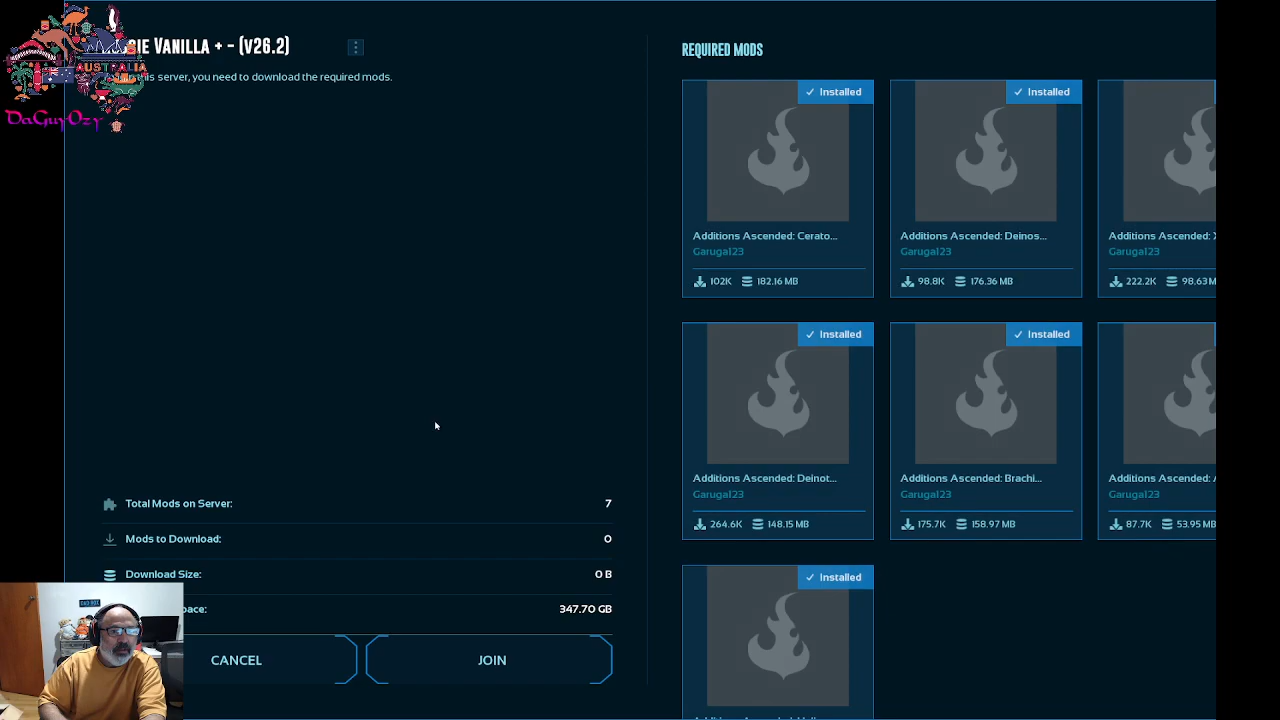 IE VANILLA + - (V26.2)
this server, you need to download the required mods.
AUSTRALIA
DaGuyOzy
Total Mods on Server: 7
Mods to Download: 0
Download Size: 0 B
pace: 347.70 GB
CANCEL
JOIN
REQUIRED MODS
Installed
Additions Ascended: Cerato...
Garuga123
102K 182.16 MB
Installed
Additions Ascended: Deinos...
Garuga123
98.8K 176.36 MB
Additions Ascended:
Garuga123
222.2K 98.63 M
Installed
Additions Ascended: Deinot...
Garuga123
264.6K 148.15 MB
Installed
Additions Ascended: Brachi...
Garuga123
175.7K 158.97 MB
Additions Ascended:
Garuga123
87.7K 53.95 MB
Installed